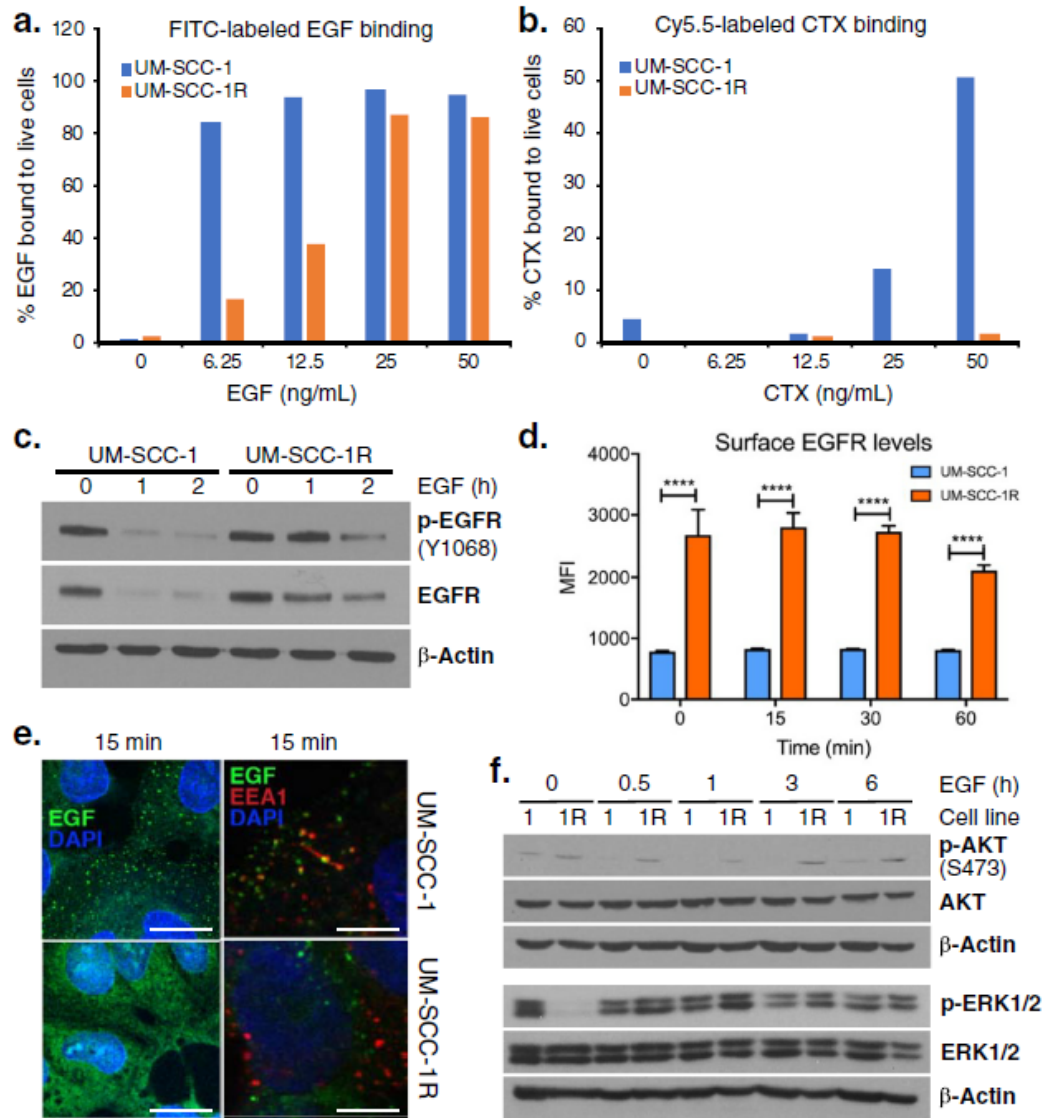 a.
FITC-labeled EGF binding
UM-SCC-1
UM-SCC-1R
% EGF bound to live cells
120
100
80
60
40
20
0
0 6.25 12.5 25 50
EGF (ng/mL)
b.
Cy5.5-labeled CTX binding
UM-SCC-1
UM-SCC-1R
% CTX bound to live cells
60
50
40
30
20
10
0
0 6.25 12.5 25 50
CTX (ng/mL)
c.
UM-SCC-1 UM-SCC-1R
0 1 2 0 1 2 EGF (h)
p-EGFR
(Y1068)
EGFR
β-Actin
d.
Surface EGFR levels
UM-SCC-1
UM-SCC-1R
MFI
4000
3000
2000
1000
0
**** **** **** ****
0 15 30 60
Time (min)
e.
15 min 15 min
EGF
DAPI
EGF
EEA1
DAPI
UM-SCC-1
UM-SCC-1R
f.
0 0.5 1 3 6 EGF (h)
1 1R 1 1R 1 1R 1 1R 1 1R Cell line
p-AKT
(S473)
AKT
β-Actin
p-ERK1/2
ERK1/2
β-Actin